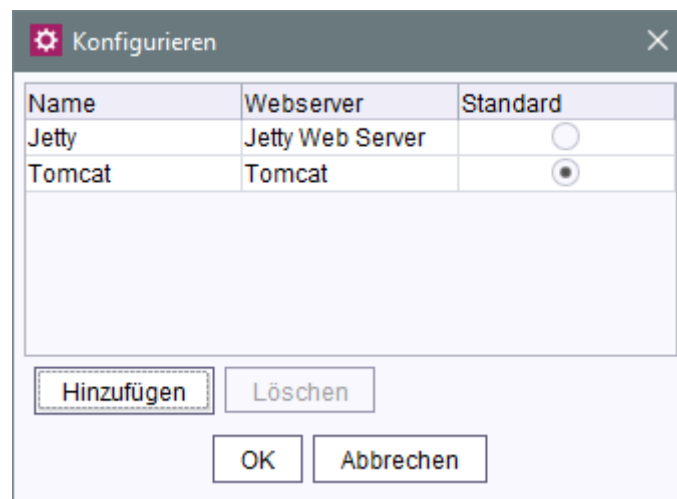 Konfigurieren
Name Webserver Standard
Jetty Jetty Web Server
Tomcat Tomcat
Hinzufügen Löschen
OK Abbrechen